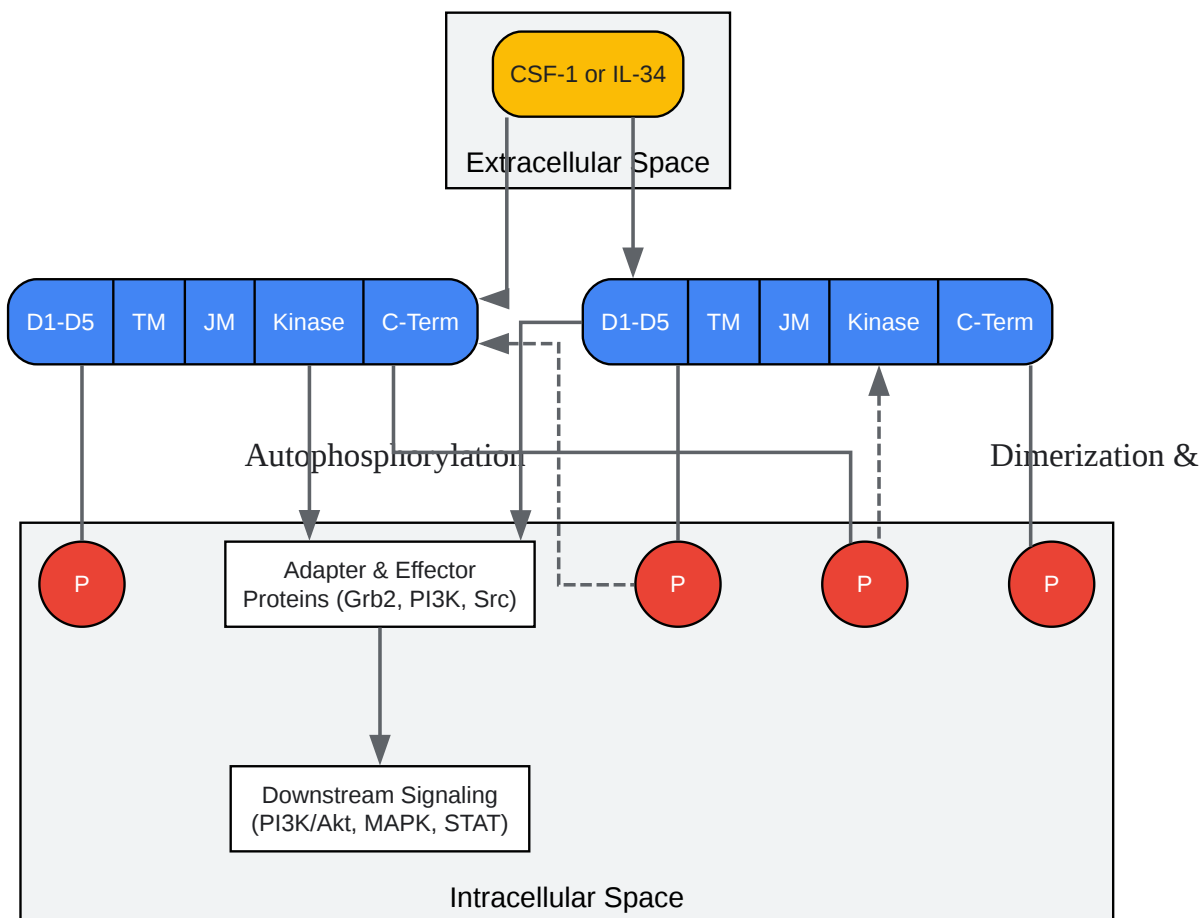 CSF-1 or IL-34
Extracellular Space
D1-D5 TM JM Kinase C-Term
D1-D5 TM JM Kinase C-Term
Autophosphorylation
Dimerization &
P
Adapter & Effector
Proteins (Grb2, PI3K, Src)
P
P
P
Downstream Signaling
(PI3K/Akt, MAPK, STAT)
Intracellular Space